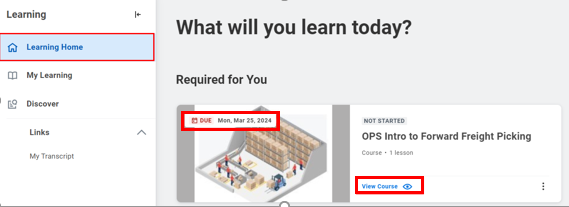 Learning
Learning Home
My Learning
Discover
Links
My Transcript
What will you learn today?
Required for You
DUE Mon, Mar 25, 2024
NOT STARTED
OPS Intro to Forward Freight Picking
Course • 1 lesson
View Course